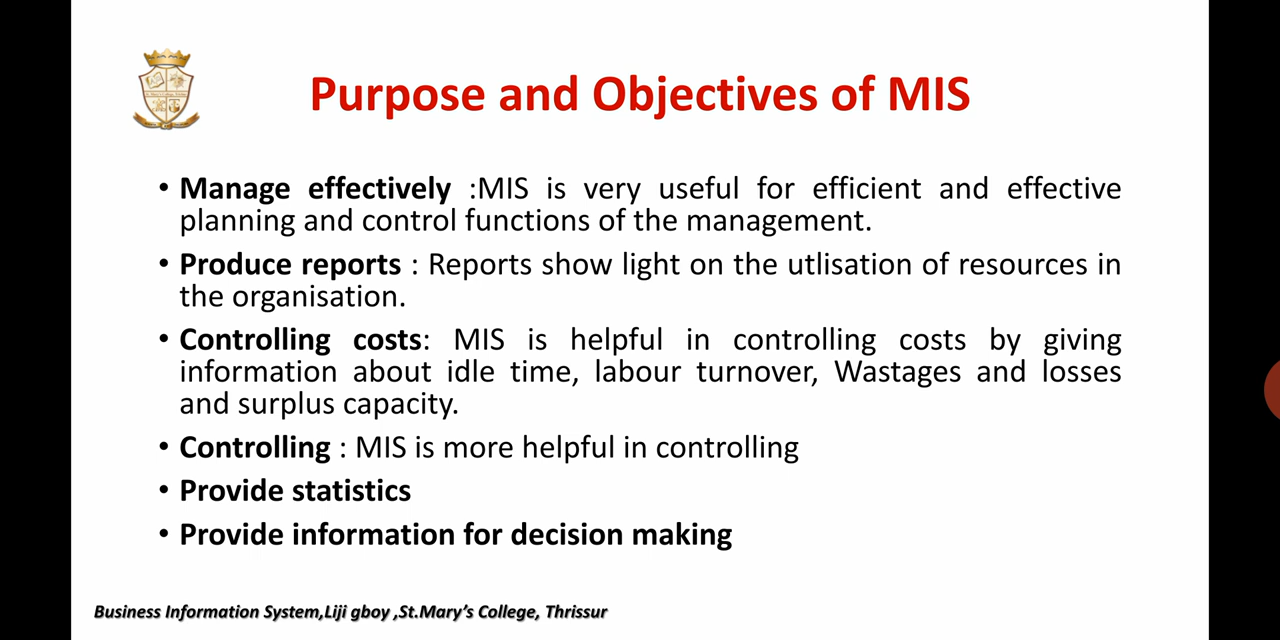 Purpose and Objectives of MIS
• Manage effectively :MIS is very useful for efficient and effective
planning and control functions of the management.
• Produce reports : Reports show light on the utlisation of resources in
the organisation.
• Controlling costs: MIS is helpful in controlling costs by giving
information about idle time, labour turnover, Wastages and losses
and surplus capacity.
• Controlling : MIS is more helpful in controlling
• Provide statistics
• Provide information for decision making
Business Information System,Liji gboy ,St.Mary's College, Thrissur